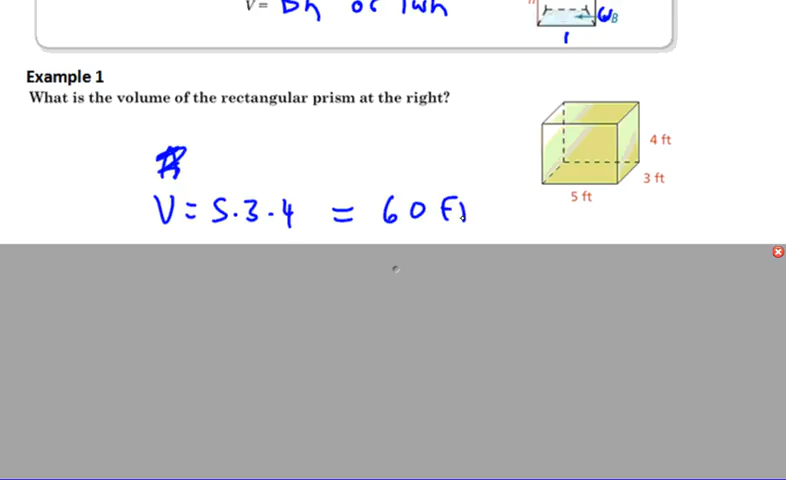 V = Bh or lwh
h
w B
l
Example 1
What is the volume of the rectangular prism at the right?
4 ft
3 ft
5 ft
V = 5.3.4 = 60 F